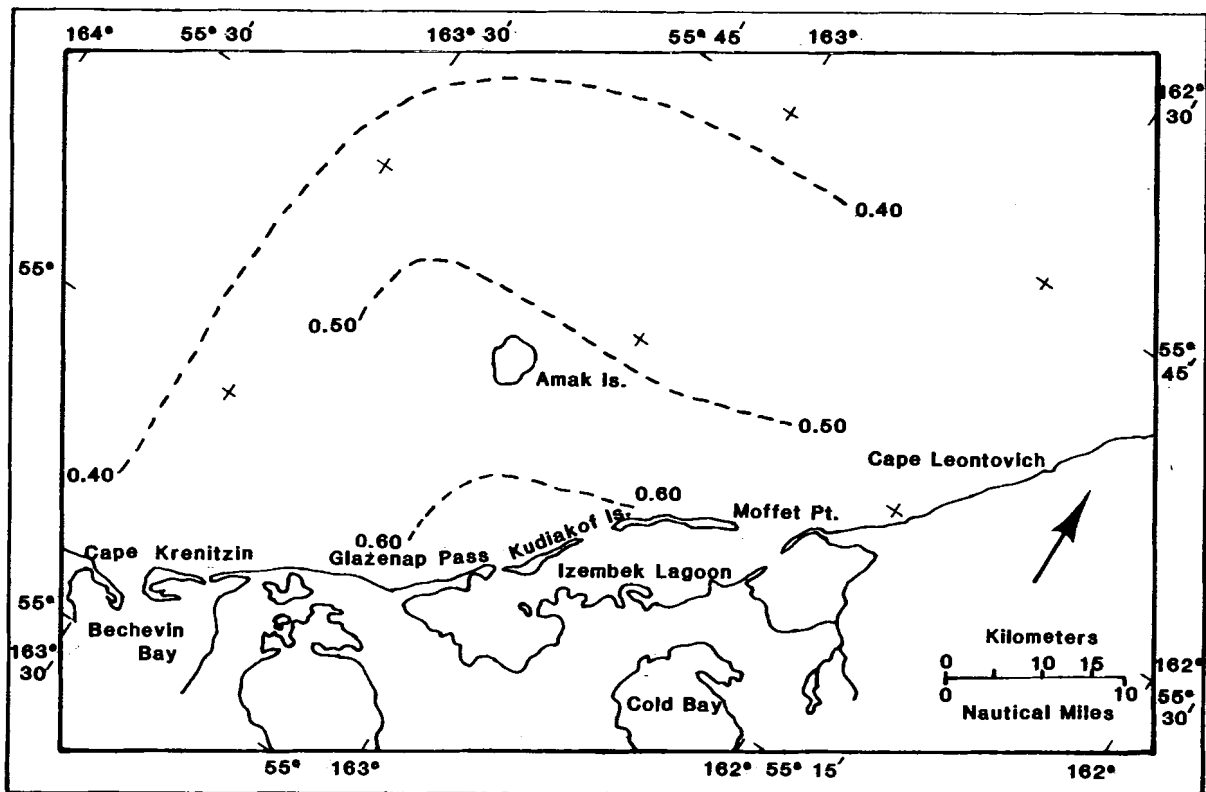 164° 55° 30′ 163° 30′ 55° 45′ 163°
162° 30′
0.40
55°
0.50
Amak Is.
55° 45′
0.50
0.40
Cape Leontovich
0.60
Moffet Pt.
Kudiakof Is.
0.60
Cape Krenitzin
Glazenap Pass
Izembek Lagoon
55°
Bechevin
Bay
163° 30′
Kilometers
0 10 15
0 10
Nautical Miles
162°
55° 30′
Cold Bay
55° 163° 162° 55° 15′ 162°